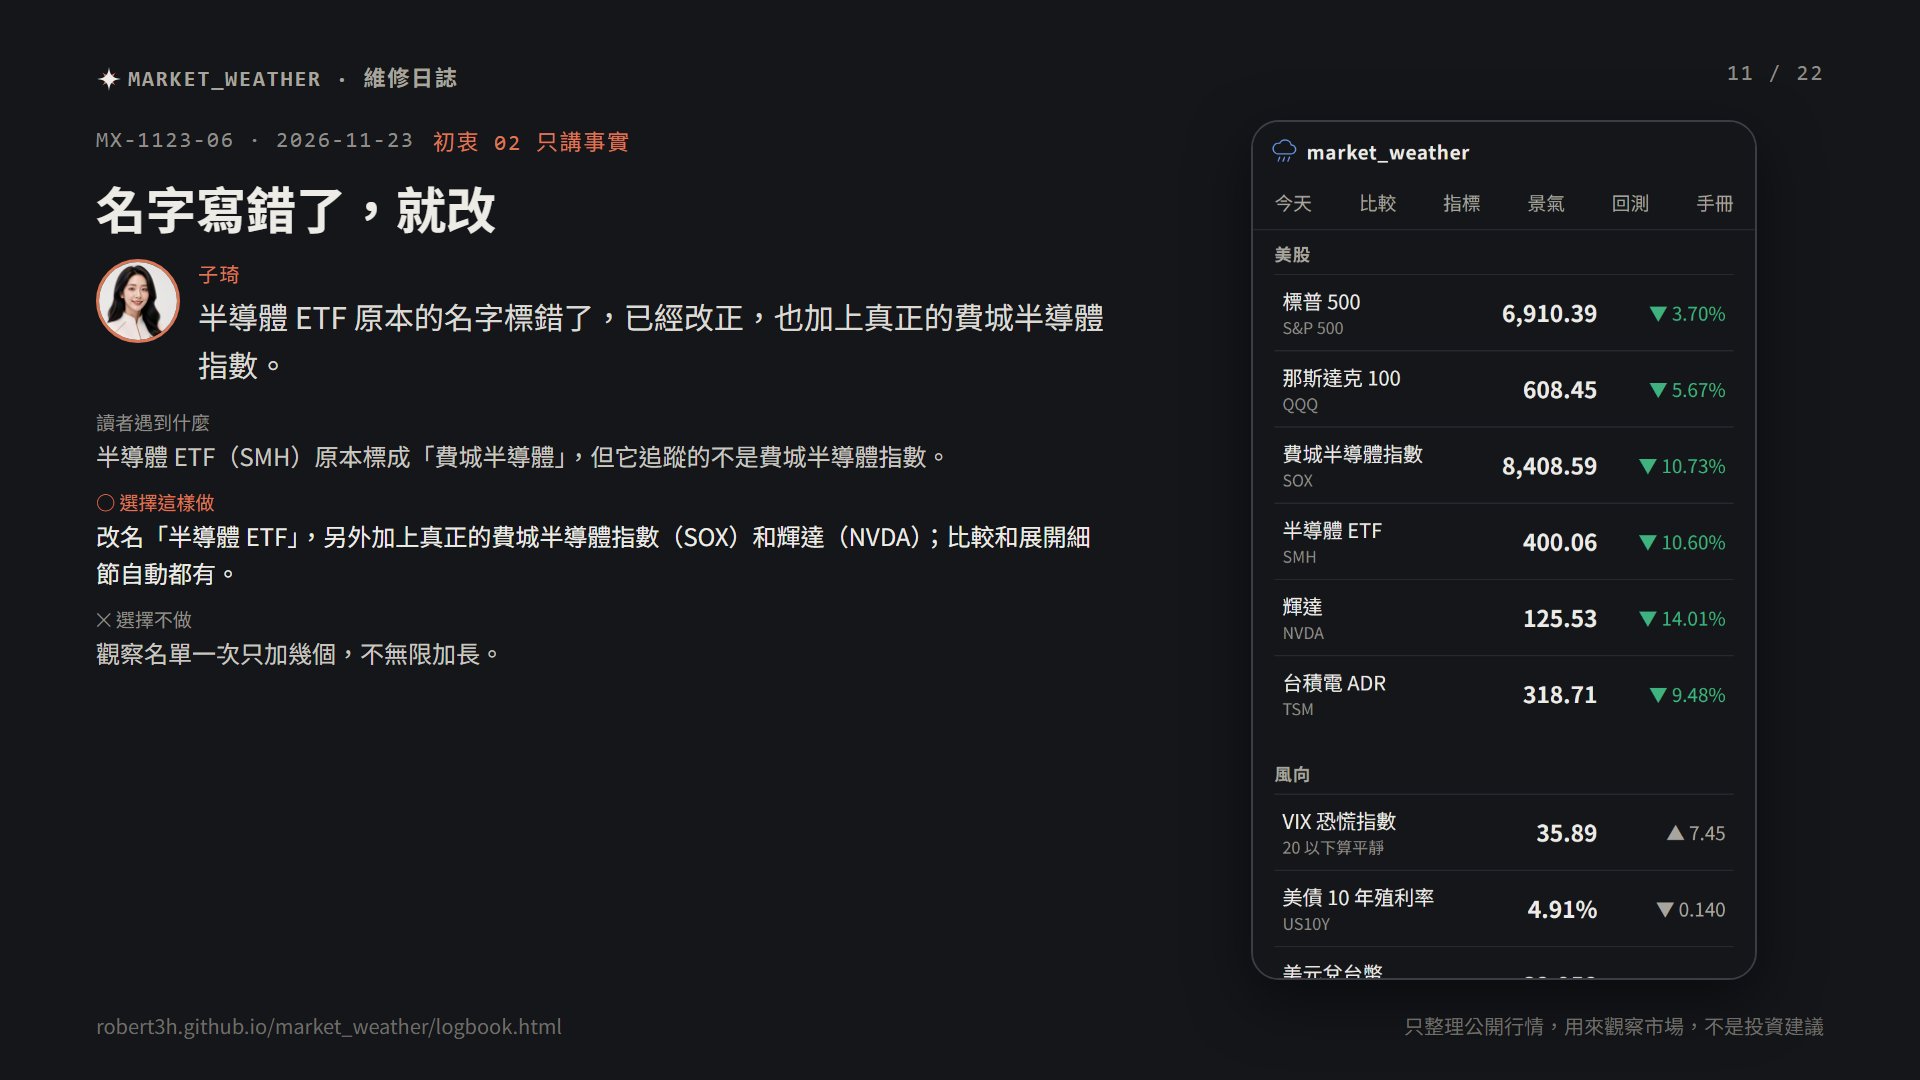 MARKET_WEATHER · 維修日誌
11 / 22
MX-1123-06 · 2026-11-23 初衷 02 只講事實
名字寫錯了，就改
子琦
半導體 ETF 原本的名字標錯了，已經改正，也加上真正的費城半導體
指數。
讀者遇到什麼
半導體 ETF（SMH）原本標成「費城半導體」，但它追蹤的不是費城半導體指數。
○ 選擇這樣做
改名「半導體 ETF」，另外加上真正的費城半導體指數（SOX）和輝達（NVDA）；比較和展開細
節自動都有。
× 選擇不做
觀察名單一次只加幾個，不無限加長。
market_weather
今天 比較 指標 景氣 回測 手冊
美股
標普 500 6,910.39 ▼ 3.70%
S&P 500
那斯達克 100 608.45 ▼ 5.67%
QQQ
費城半導體指數 8,408.59 ▼ 10.73%
SOX
半導體 ETF 400.06 ▼ 10.60%
SMH
輝達 125.53 ▼ 14.01%
NVDA
台積電 ADR 318.71 ▼ 9.48%
TSM
風向
VIX 恐慌指數 35.89 ▲ 7.45
20 以下算平靜
美債 10 年殖利率 4.91% ▼ 0.140
US10Y
美元兌台幣
robert3h.github.io/market_weather/logbook.html
只整理公開行情，用來觀察市場，不是投資建議